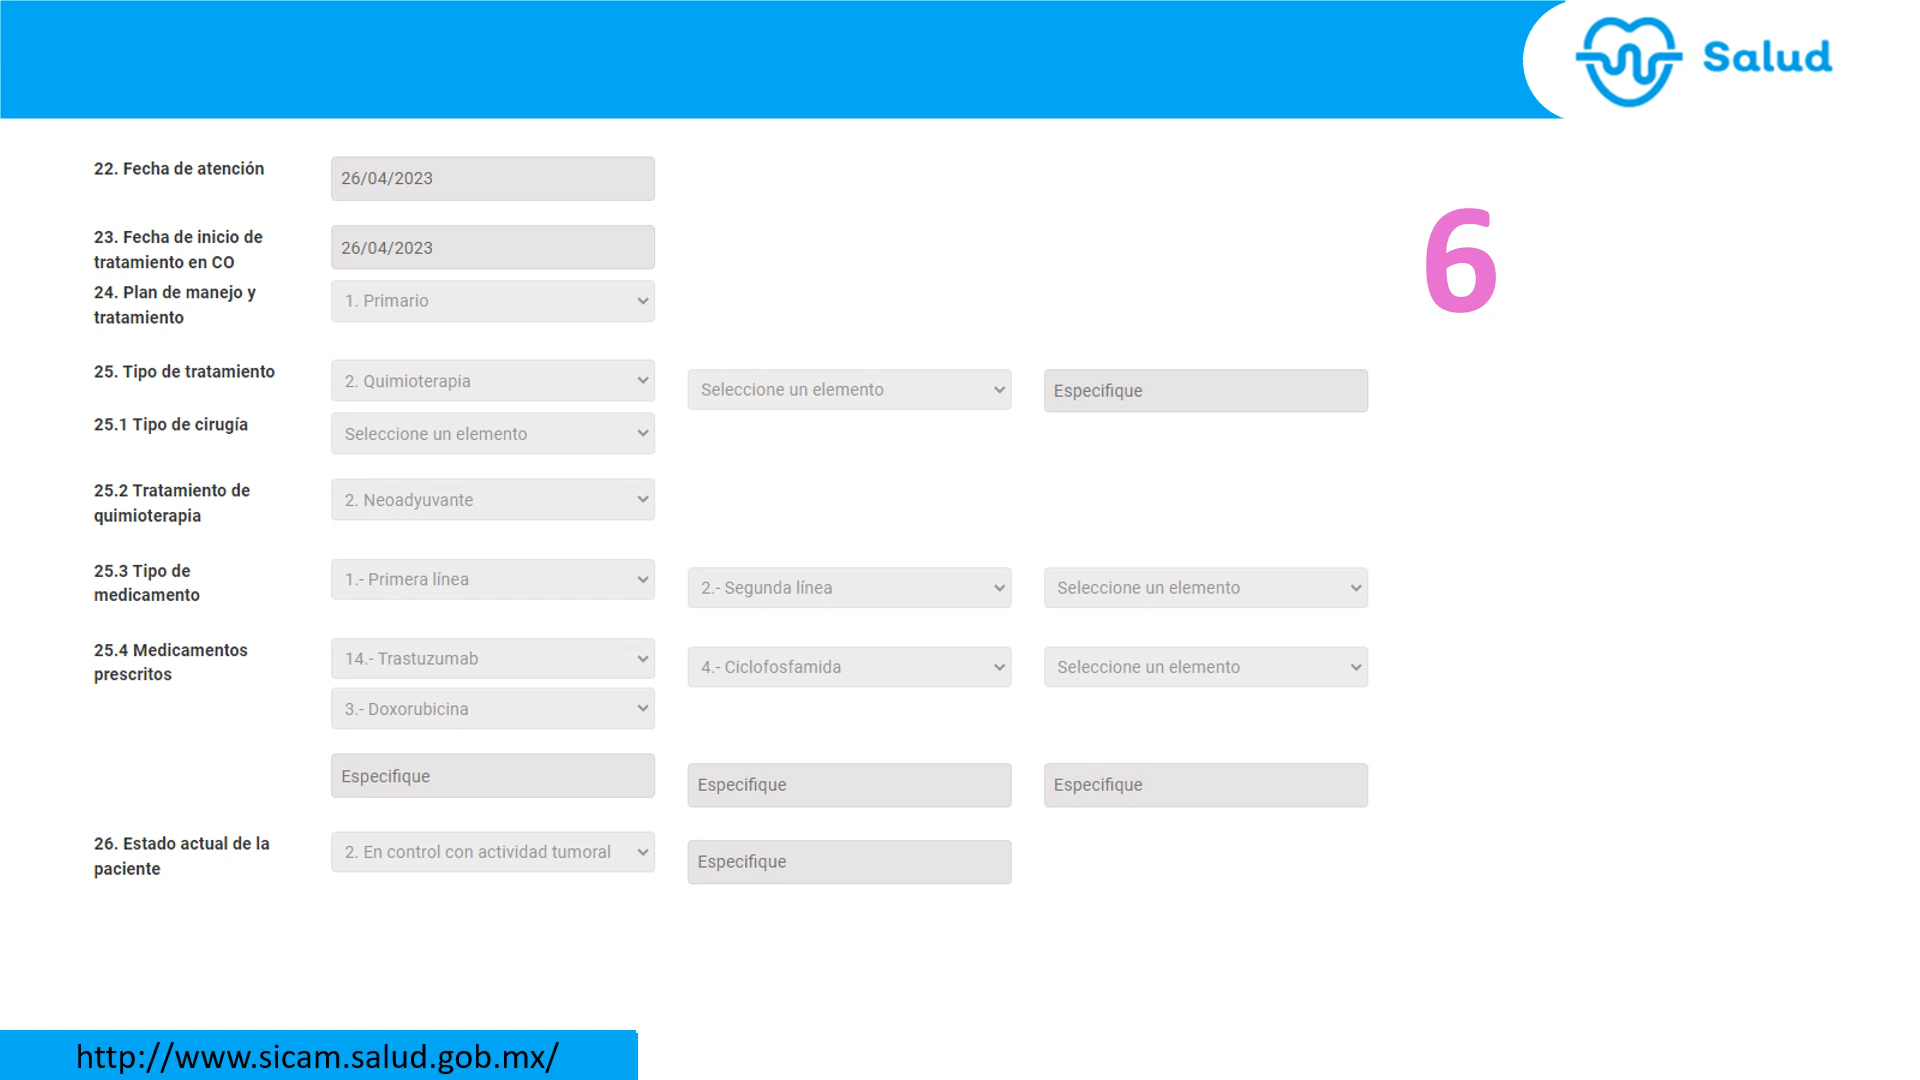 Salud
22. Fecha de atención
26/04/2023
6
23. Fecha de inicio de
tratamiento en CO
26/04/2023
24. Plan de manejo y
tratamiento
1. Primario
25. Tipo de tratamiento
2. Quimioterapia
Seleccione un elemento
Especifique
25.1 Tipo de cirugía
Seleccione un elemento
25.2 Tratamiento de
quimioterapia
2. Neoadyuvante
25.3 Tipo de
medicamento
1.- Primera línea
2.- Segunda línea
Seleccione un elemento
25.4 Medicamentos
prescritos
14.- Trastuzumab
4.- Ciclofosfamida
Seleccione un elemento
3.- Doxorubicina
Especifique
Especifique
Especifique
26. Estado actual de la
paciente
2. En control con actividad tumoral
Especifique
http://www.sicam.salud.gob.mx/